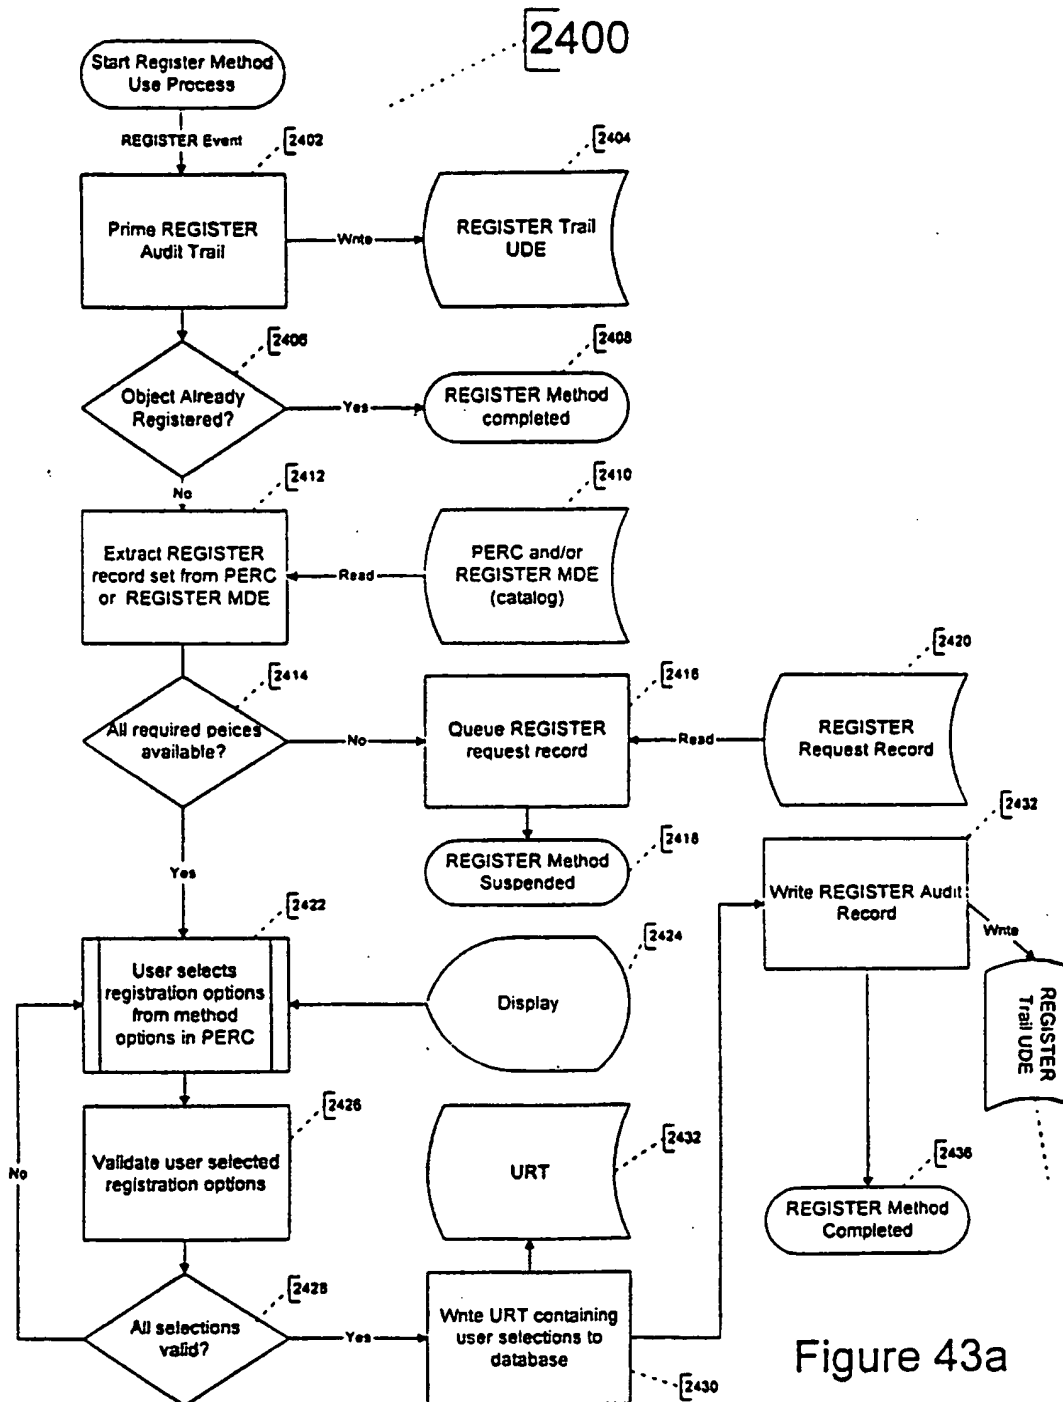 2400
Start Register Method
Use Process
REGISTER Event
2402
2404
Prime REGISTER
Audit Trail
Write
REGISTER Trail
UDE
2406
2408
Object Already
Registered?
Yes
REGISTER Method
completed
No
2412
2410
Extract REGISTER
record set from PERC
or REGISTER MDE
Read
PERC and/or
REGISTER MDE
(catalog)
2414
2416
2420
All required peices
available?
No
Queue REGISTER
request record
Read
REGISTER
Request Record
2418
REGISTER Method
Suspended
2432
Write REGISTER Audit
Record
Write
REGISTER
Trail UDE
Yes
2422
2424
User selects
registration options
from method
options in PERC
Display
2426
2432
Validate user selected
registration options
URT
No
2436
REGISTER Method
Completed
2428
All selections
valid?
Yes
Write URT containing
user selections to
database
2430
Figure 43a